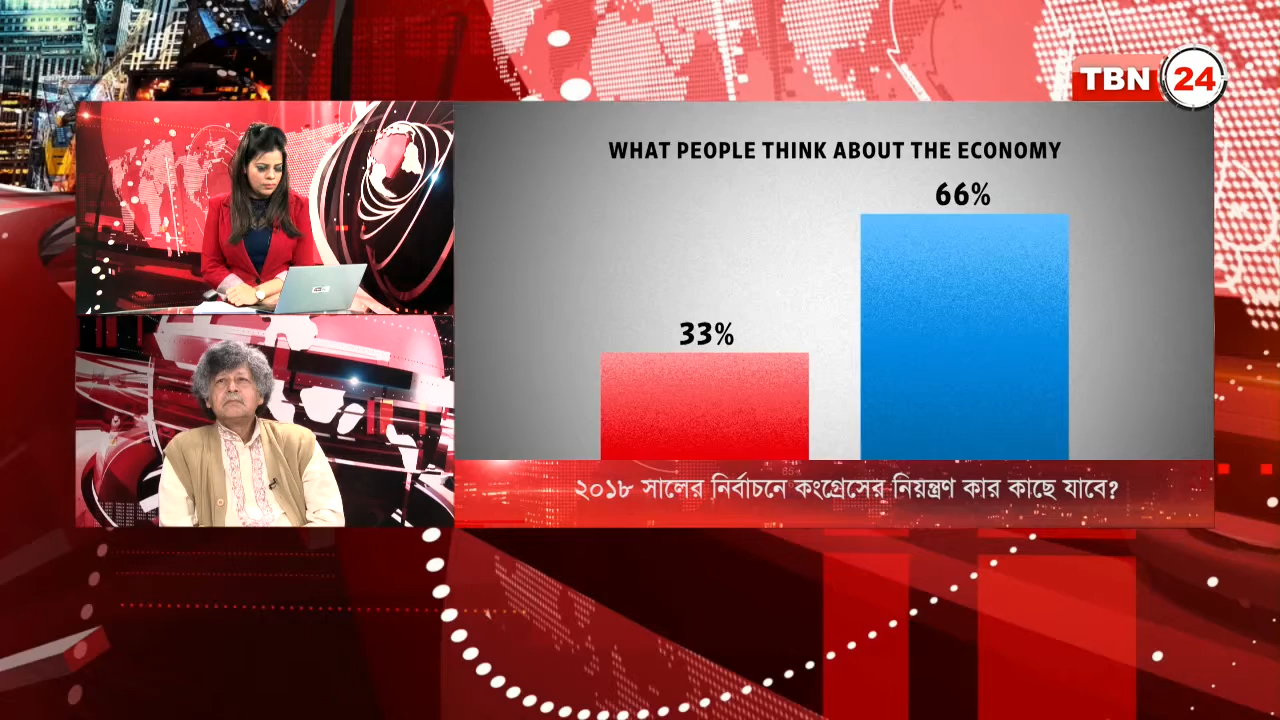 TBN 24
WHAT PEOPLE THINK ABOUT THE ECONOMY
66%
33%
২০১৮ সালের নির্বাচনে কংগ্রেসের নিয়ন্ত্রণ কার কাছে যাবে?